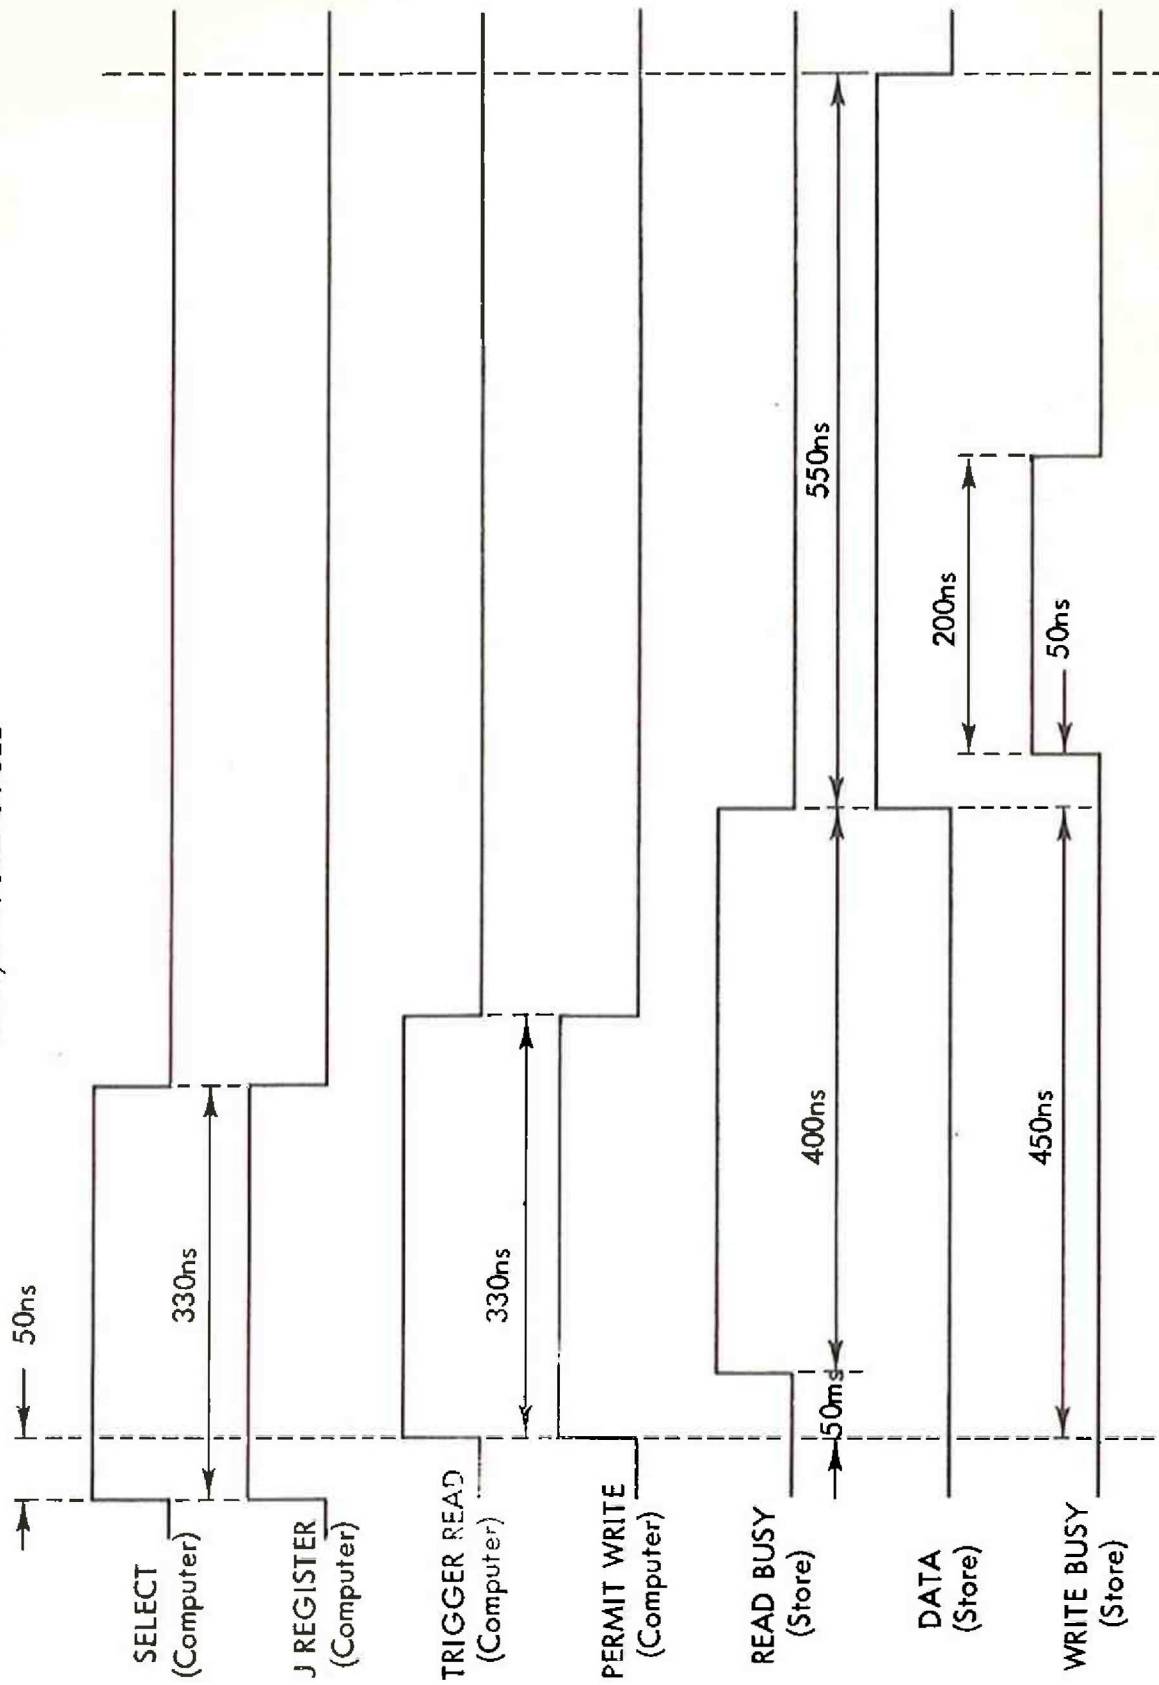 50ns
SELECT
(Computer)
330ns
J REGISTER
(Computer)
TRIGGER READ
(Computer)
330ns
PERMIT WRITE
(Computer)
READ BUSY
(Store)
50ms
400ns
550ns
DATA
(Store)
200ns
WRITE BUSY
(Store)
450ns
50ns